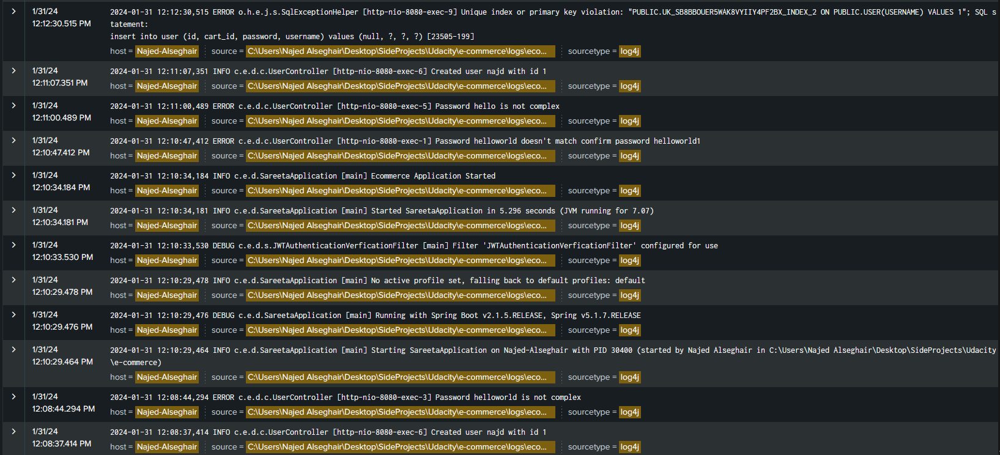 1/31/24
12:12:30.515 PM
2024-01-31 12:12:30,515 ERROR o.h.e.j.s.SqlExceptionHelper [http-nio-8080-exec-9] Unique index or primary key violation: "PUBLIC.UK_SB8BBOUER5WAK8VYIIY4PF2BX_INDEX_2 ON PUBLIC.USER(USERNAME) VALUES 1"; SQL s
tatement:
insert into user (id, cart_id, password, username) values (null, ?, ?, ?) [23505-199]
host = Najed-Alseghair source = C:\Users\Najed Alseghair\Desktop\SideProjects\Udacity\e-commerce\logs\eco... sourcetype = log4j
1/31/24
12:11:07.351 PM
2024-01-31 12:11:07,351 INFO c.e.d.c.UserController [http-nio-8080-exec-6] Created user najd with id 1
host = Najed-Alseghair source = C:\Users\Najed Alseghair\Desktop\SideProjects\Udacity\e-commerce\logs\eco... sourcetype = log4j
1/31/24
12:11:00.489 PM
2024-01-31 12:11:00,489 ERROR c.e.d.c.UserController [http-nio-8080-exec-5] Password hello is not complex
host = Najed-Alseghair source = C:\Users\Najed Alseghair\Desktop\SideProjects\Udacity\e-commerce\logs\eco... sourcetype = log4j
1/31/24
12:10:47.412 PM
2024-01-31 12:10:47,412 ERROR c.e.d.c.UserController [http-nio-8080-exec-1] Password helloworld doesn't match confirm password helloworld1
host = Najed-Alseghair source = C:\Users\Najed Alseghair\Desktop\SideProjects\Udacity\e-commerce\logs\eco... sourcetype = log4j
1/31/24
12:10:34.184 PM
2024-01-31 12:10:34,184 INFO c.e.d.SareetaApplication [main] Ecommerce Application Started
host = Najed-Alseghair source = C:\Users\Najed Alseghair\Desktop\SideProjects\Udacity\e-commerce\logs\eco... sourcetype = log4j
1/31/24
12:10:34.181 PM
2024-01-31 12:10:34,181 INFO c.e.d.SareetaApplication [main] Started SareetaApplication in 5.296 seconds (JVM running for 7.07)
host = Najed-Alseghair source = C:\Users\Najed Alseghair\Desktop\SideProjects\Udacity\e-commerce\logs\eco... sourcetype = log4j
1/31/24
12:10:33.530 PM
2024-01-31 12:10:33,530 DEBUG c.e.d.s.JWTAuthenticationVerficationFilter [main] Filter 'JWTAuthenticationVerficationFilter' configured for use
host = Najed-Alseghair source = C:\Users\Najed Alseghair\Desktop\SideProjects\Udacity\e-commerce\logs\eco... sourcetype = log4j
1/31/24
12:10:29.478 PM
2024-01-31 12:10:29,478 INFO c.e.d.SareetaApplication [main] No active profile set, falling back to default profiles: default
host = Najed-Alseghair source = C:\Users\Najed Alseghair\Desktop\SideProjects\Udacity\e-commerce\logs\eco... sourcetype = log4j
1/31/24
12:10:29.476 PM
2024-01-31 12:10:29,476 DEBUG c.e.d.SareetaApplication [main] Running with Spring Boot v2.1.5.RELEASE, Spring v5.1.7.RELEASE
host = Najed-Alseghair source = C:\Users\Najed Alseghair\Desktop\SideProjects\Udacity\e-commerce\logs\eco... sourcetype = log4j
1/31/24
12:10:29.464 PM
2024-01-31 12:10:29,464 INFO c.e.d.SareetaApplication [main] Starting SareetaApplication on Najed-Alseghair with PID 30400 (started by Najed Alseghair in C:\Users\Najed Alseghair\Desktop\SideProjects\Udacity
\e-commerce)
host = Najed-Alseghair source = C:\Users\Najed Alseghair\Desktop\SideProjects\Udacity\e-commerce\logs\eco... sourcetype = log4j
1/31/24
12:08:44.294 PM
2024-01-31 12:08:44,294 ERROR c.e.d.c.UserController [http-nio-8080-exec-3] Password helloworld is not complex
host = Najed-Alseghair source = C:\Users\Najed Alseghair\Desktop\SideProjects\Udacity\e-commerce\logs\eco... sourcetype = log4j
1/31/24
12:08:37.414 PM
2024-01-31 12:08:37,414 INFO c.e.d.c.UserController [http-nio-8080-exec-6] Created user najd with id 1
host = Najed-Alseghair source = C:\Users\Najed Alseghair\Desktop\SideProjects\Udacity\e-commerce\logs\eco... sourcetype = log4j